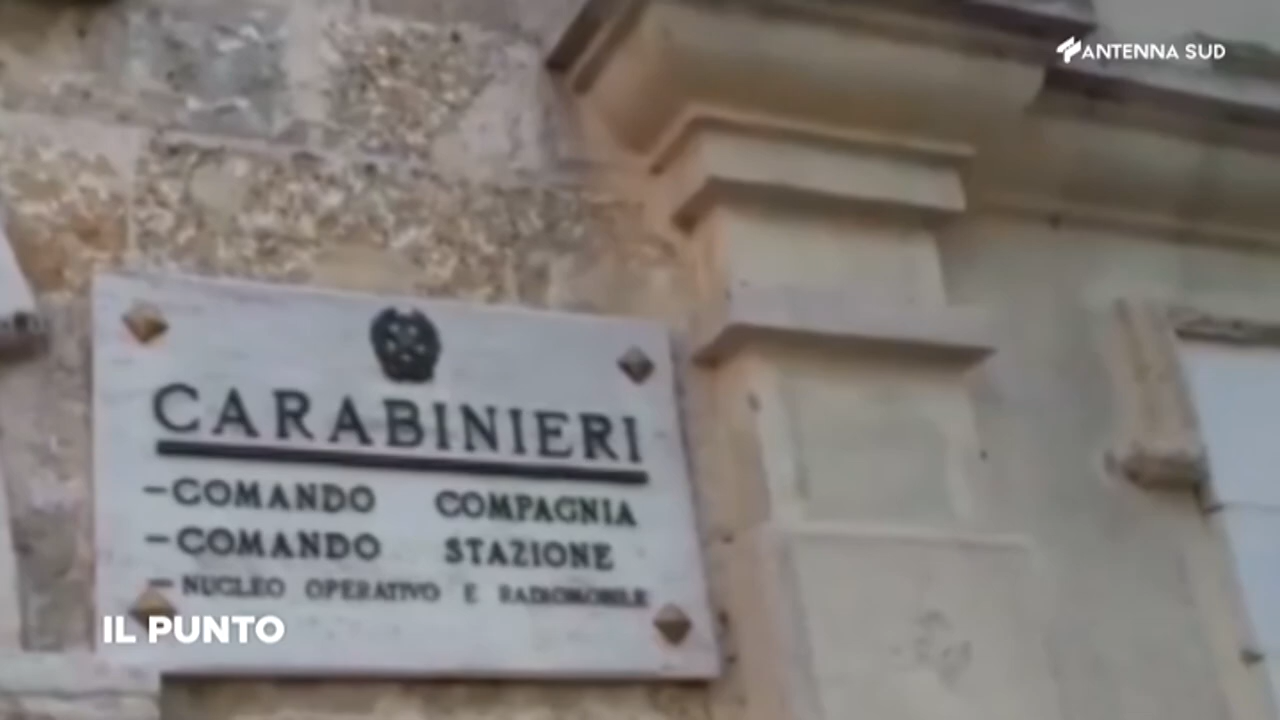 ANTENNA SUD
CARABINIERI
-COMANDO COMPAGNIA
-COMANDO STAZIONE
- NUCLEO OPERATIVO E RADIOMOBILE
IL PUNTO